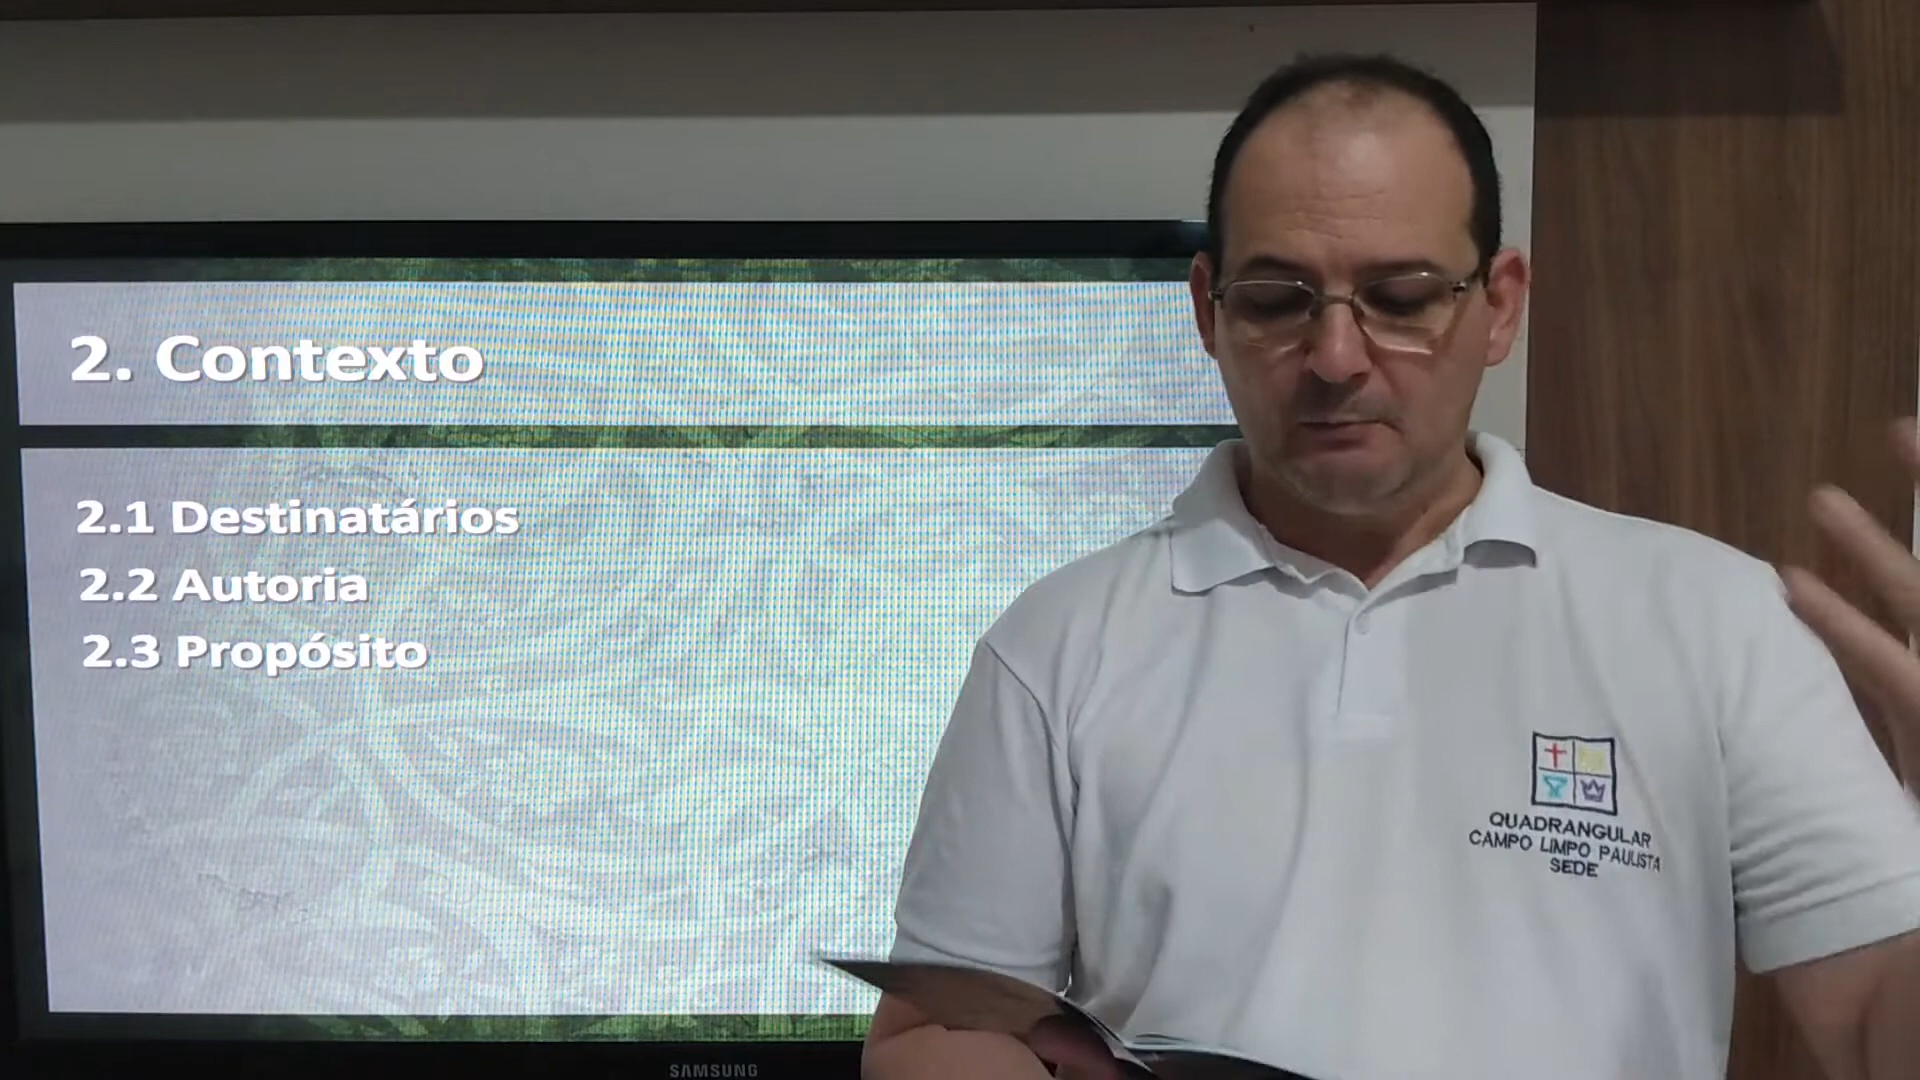 2. Contexto
2.1 Destinatários
2.2 Autoria
2.3 Propósito
SAMSUNG
QUADRANGULAR
CAMPO LIMPO PAULISTA
SEDE